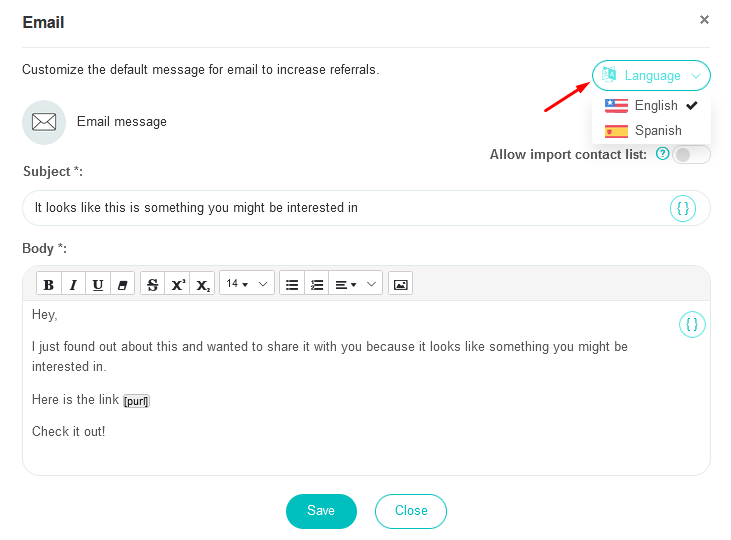 Email
×
Customize the default message for email to increase referrals.
Language
English
Spanish
Email message
Allow import contact list: ?
Subject *:
It looks like this is something you might be interested in
{ }
Body *:
B I U S X² X₂ 14
Hey,
{ }
I just found out about this and wanted to share it with you because it looks like something you might be
interested in.
Here is the link [purl]
Check it out!
Save
Close